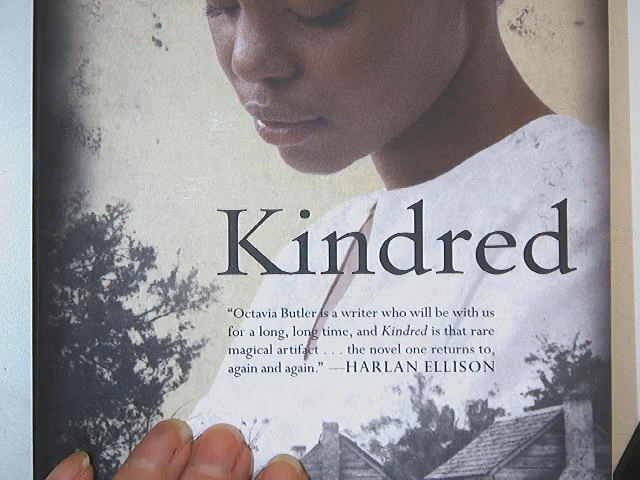 Kindred
“Octavia Butler is a writer who will be with us
for a long, long time, and Kindred is that rare
magical artifact . . . the novel one returns to,
again and again.” —HARLAN ELLISON